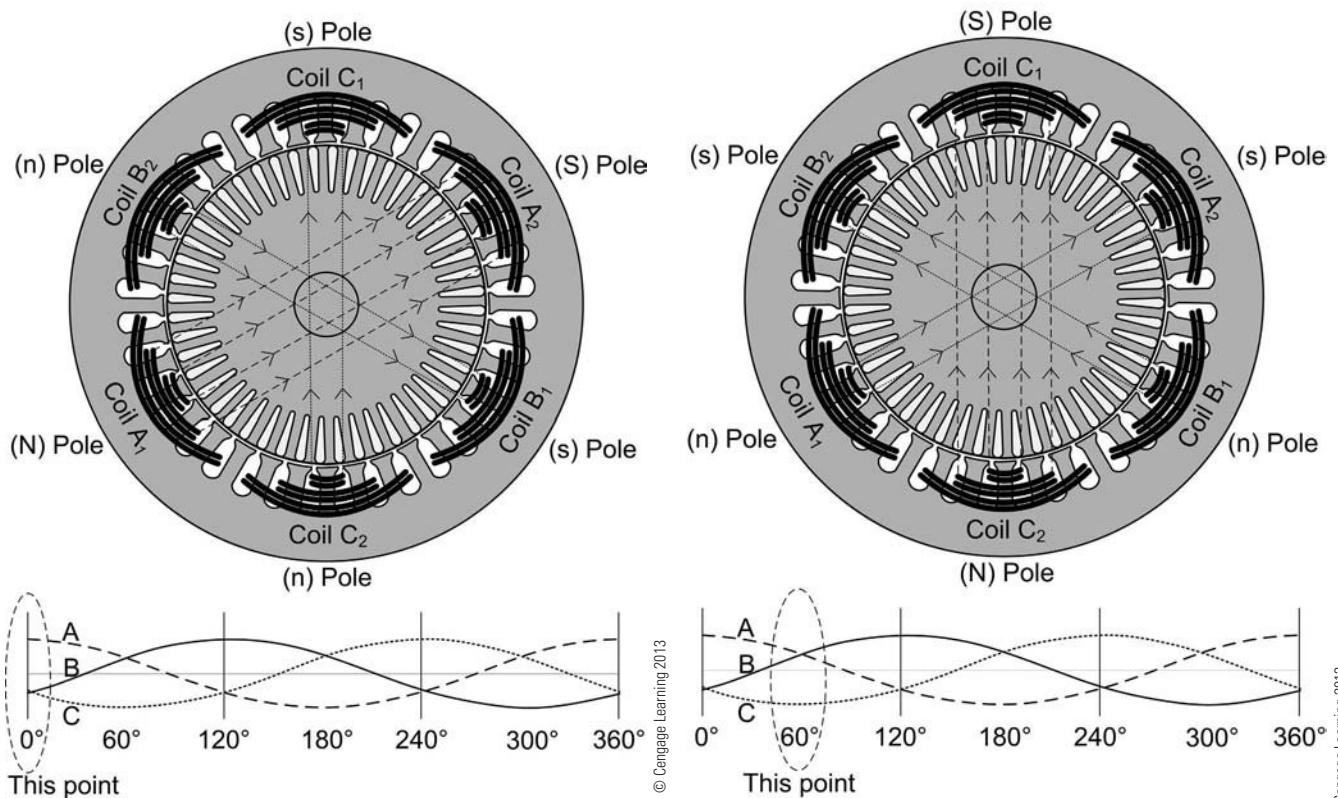 (s) Pole
Coil C₁
(n) Pole
(S) Pole
Coil B₂
Coil A₂
Coil A₁
Coil B₁
(N) Pole
(s) Pole
Coil C₂
(n) Pole
A
B
C
0° 60° 120° 180° 240° 300° 360°
This point
© Cengage Learning 2013
(S) Pole
Coil C₁
(s) Pole
(s) Pole
Coil B₂
Coil A₂
Coil A₁
Coil B₁
(n) Pole
(n) Pole
Coil C₂
(N) Pole
A
B
C
0° 60° 120° 180° 240° 300° 360°
This point